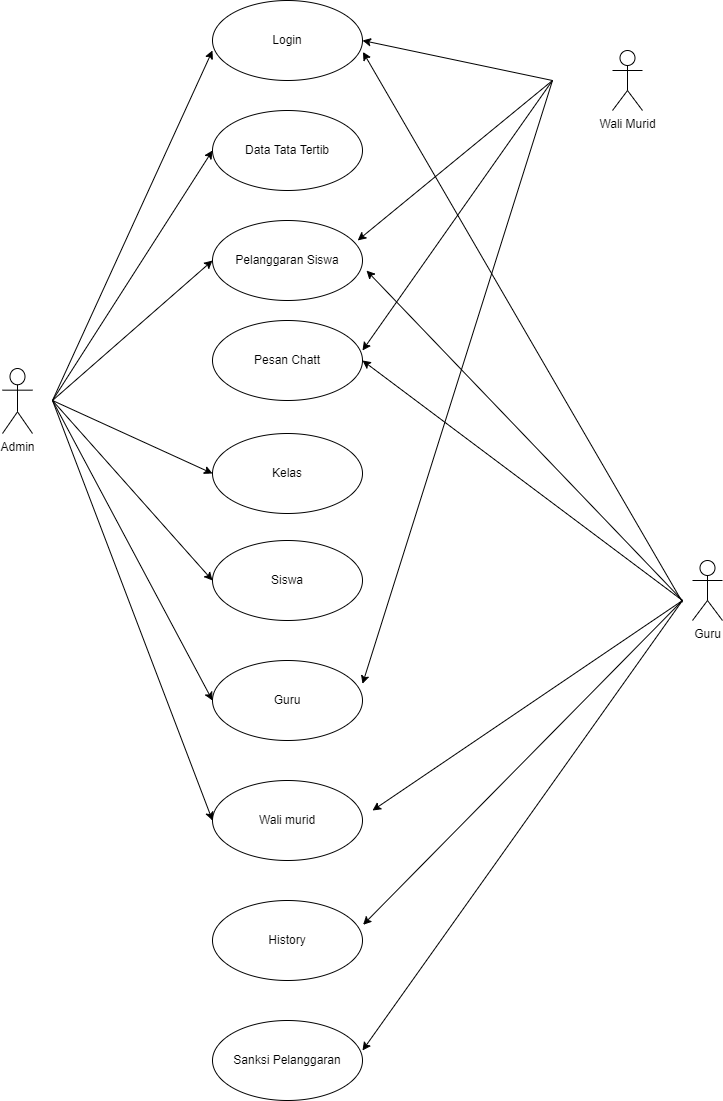 Login
Wali Murid
Data Tata Tertib
Pelanggaran Siswa
Pesan Chatt
Admin
Kelas
Siswa
Guru
Guru
Wali murid
History
Sanksi Pelanggaran